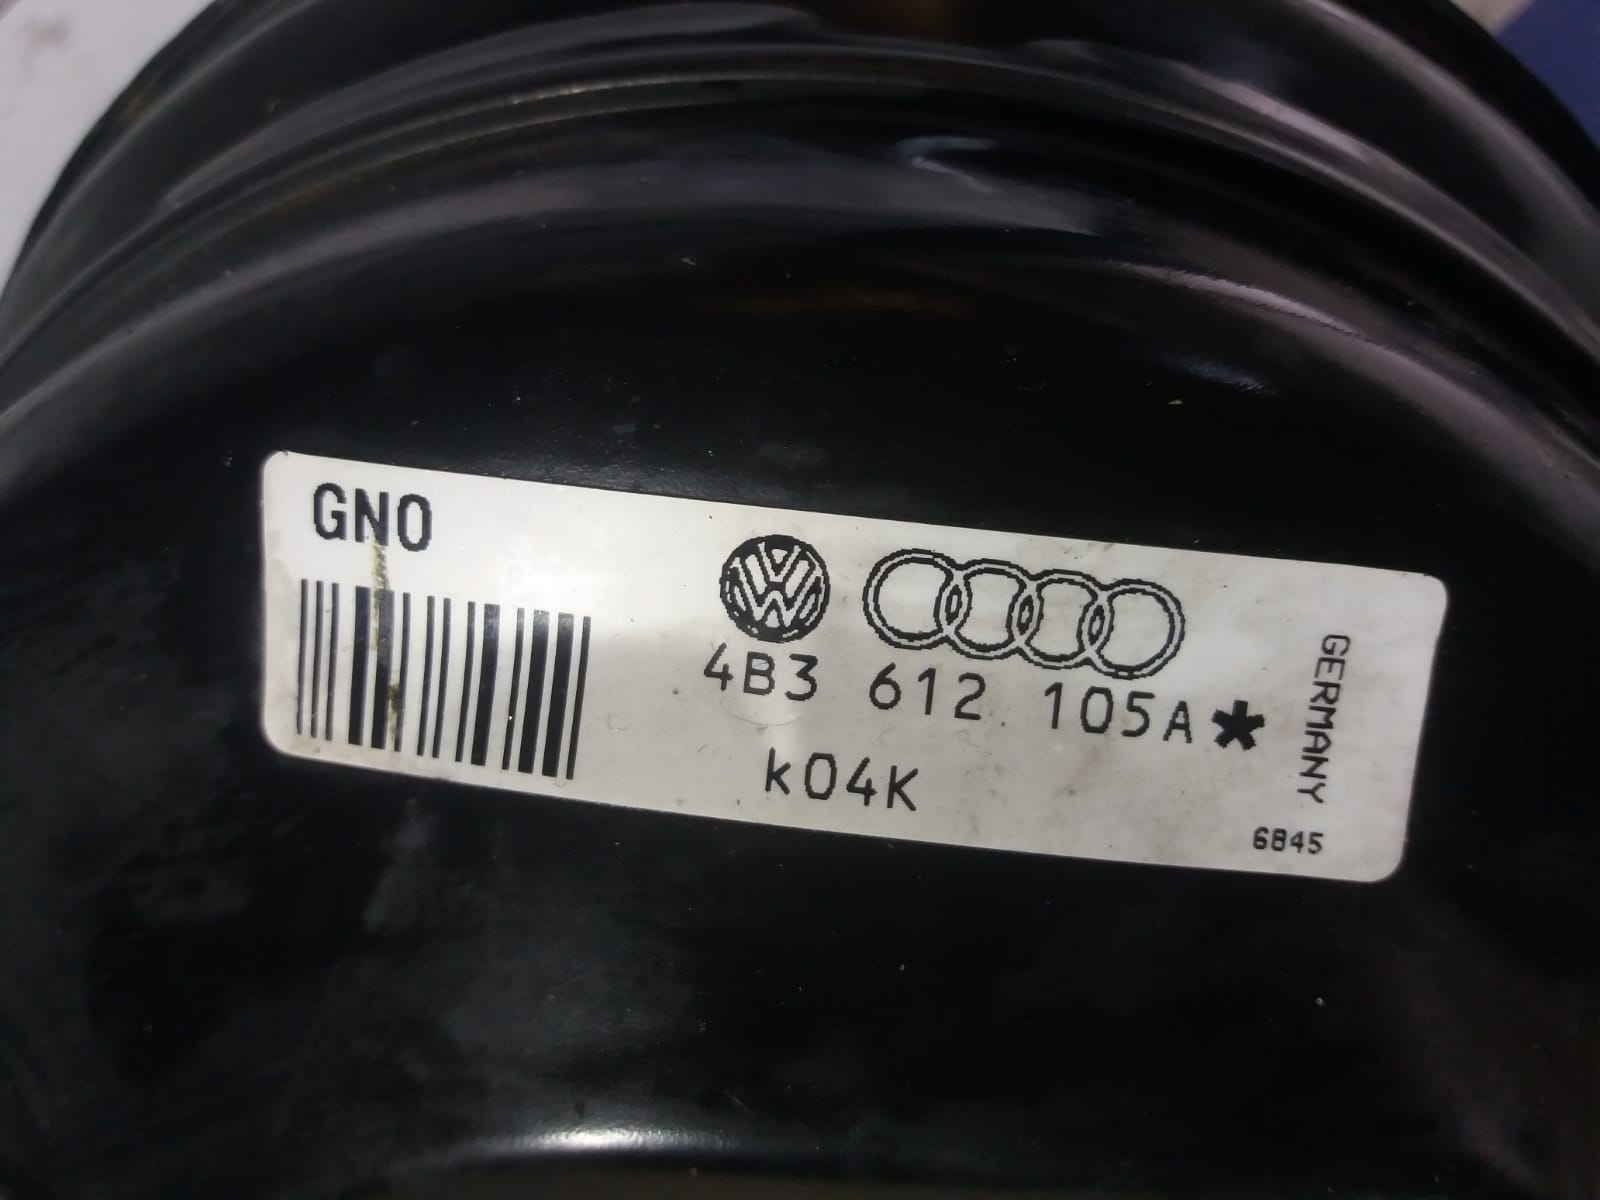 GNO
4B3 612 105A*
k04K
GERMANY
6845